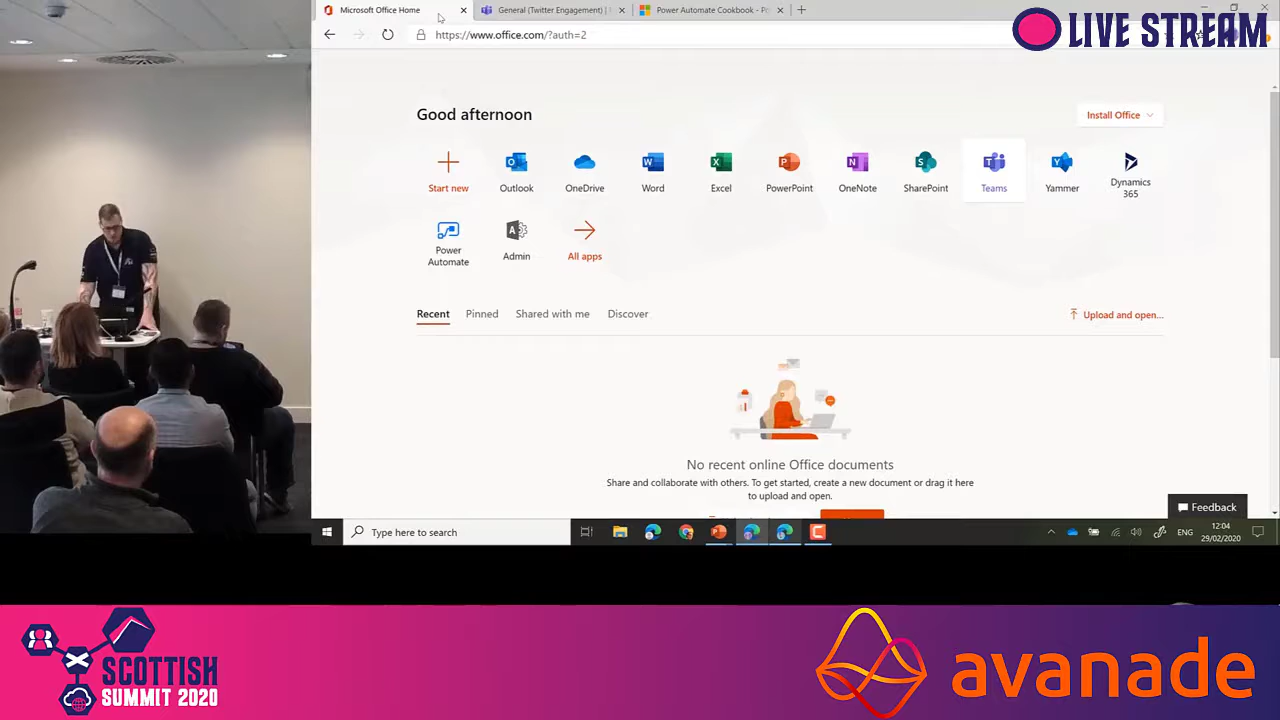 Microsoft Office Home
General (Twitter Engagement) |
Power Automate Cookbook - Po
https://www.office.com/?auth=2
LIVE STREAM
Good afternoon
Install Office
Start new
Outlook
OneDrive
Word
Excel
PowerPoint
OneNote
SharePoint
Teams
Yammer
Dynamics
365
Power
Automate
Admin
All apps
Recent
Pinned
Shared with me
Discover
Upload and open...
No recent online Office documents
Share and collaborate with others. To get started, create a new document or drag it here
to upload and open.
Feedback
Type here to search
ENG
12:04
29/02/2020
SCOTTISH
SUMMIT 2020
avanade